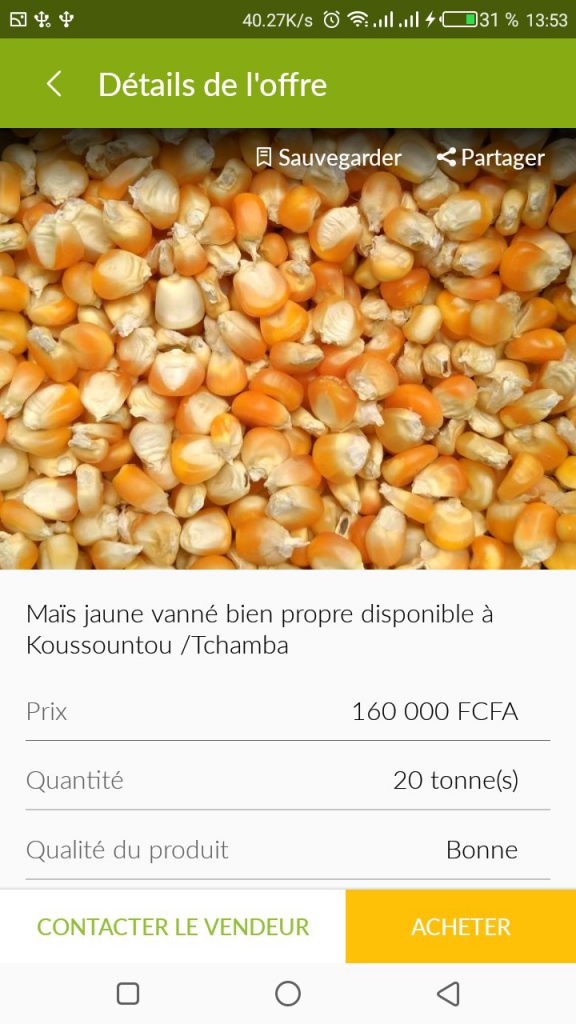 40.27K/s 31 % 13:53
Détails de l'offre
Sauvegarder Partager
Maïs jaune vanné bien propre disponible à
Koussountou /Tchamba
Prix 160 000 FCFA
Quantité 20 tonne(s)
Qualité du produit Bonne
CONTACTER LE VENDEUR ACHETER